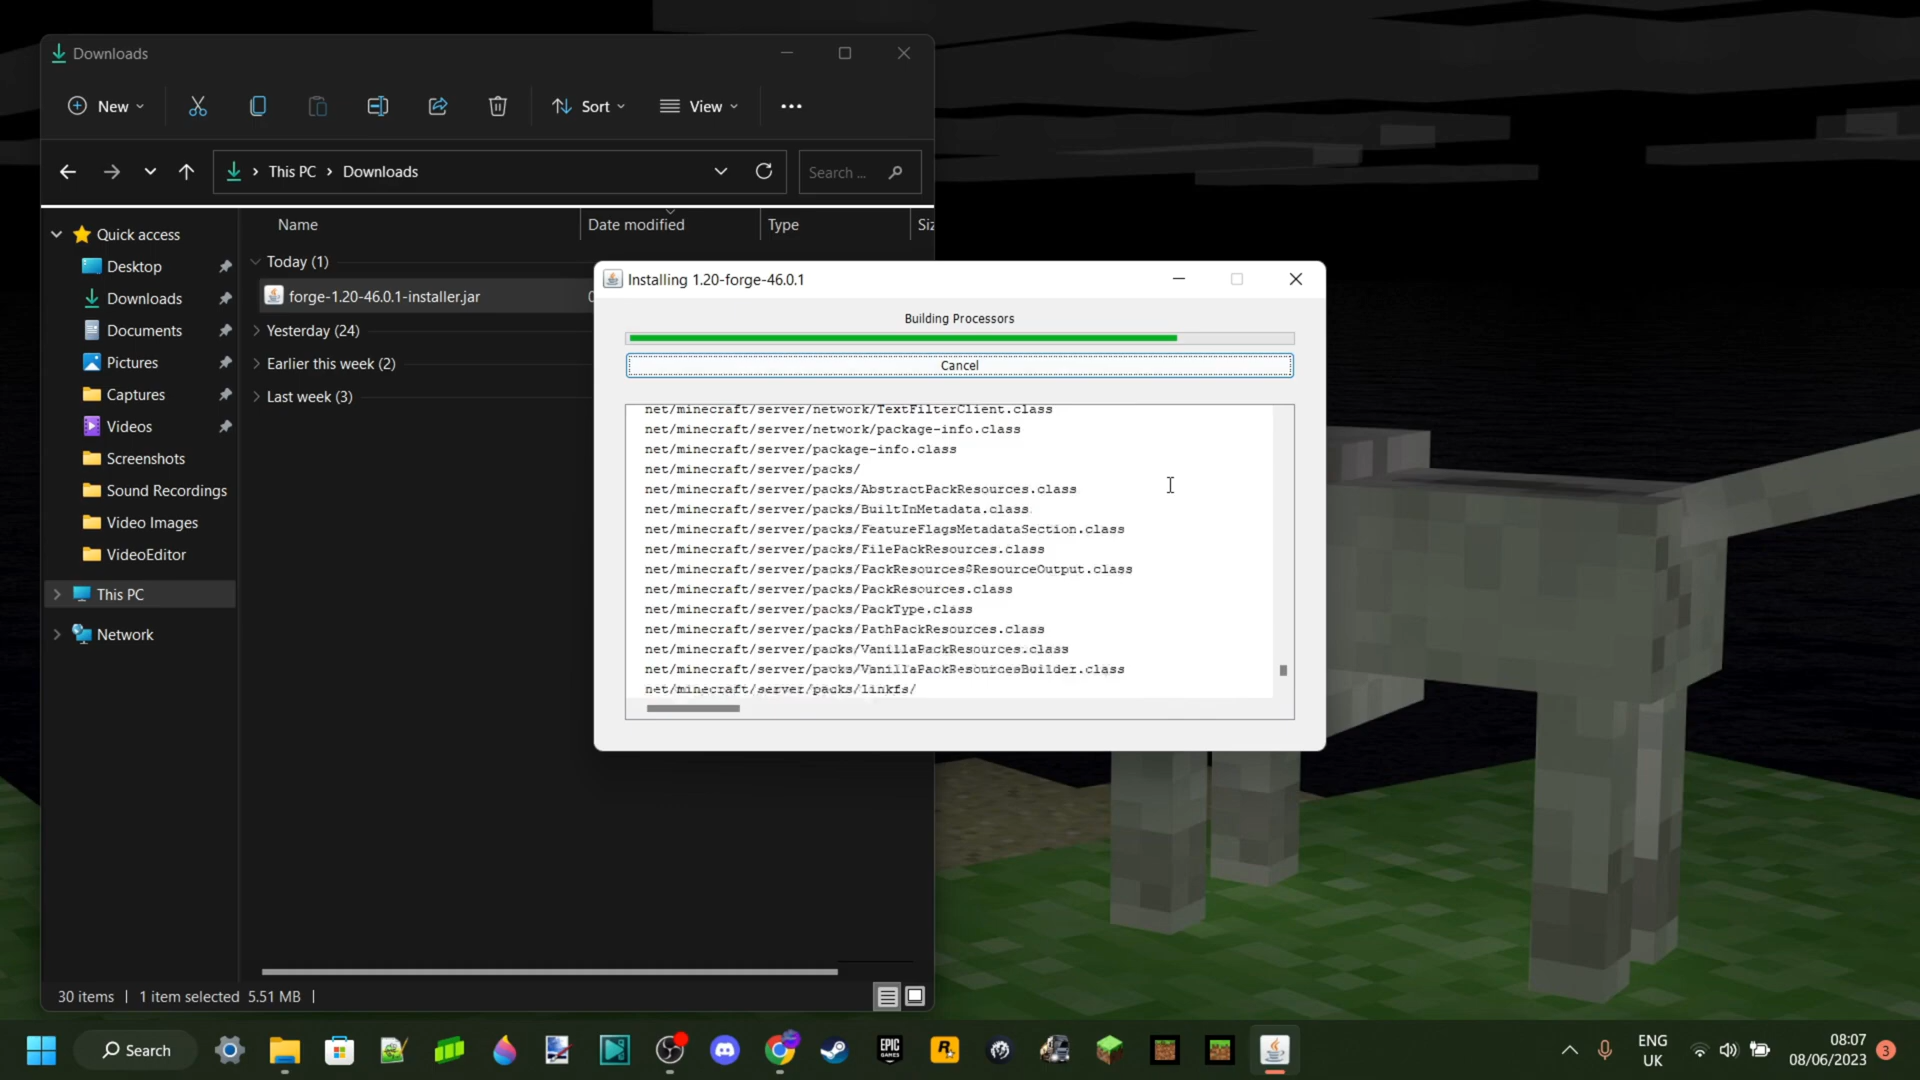 Downloads
New
Sort
View
This PC
Downloads
Search ...
Name
Date modified
Type
Quick access
Desktop
Downloads
Documents
Pictures
Captures
Videos
Screenshots
Sound Recordings
Video Images
VideoEditor
This PC
Network
Today (1)
forge-1.20-46.0.1-installer.jar
Yesterday (24)
Earlier this week (2)
Last week (3)
Installing 1.20-forge-46.0.1
Building Processors
Cancel
net/minecraft/server/network/TextFilterClient.class
net/minecraft/server/network/package-info.class
net/minecraft/server/package-info.class
net/minecraft/server/packs/
net/minecraft/server/packs/AbstractPackResources.class
net/minecraft/server/packs/BuiltInMetadata.class
net/minecraft/server/packs/FeatureFlagsMetadataSection.class
net/minecraft/server/packs/FilePackResources.class
net/minecraft/server/packs/PackResources$ResourceOutput.class
net/minecraft/server/packs/PackResources.class
net/minecraft/server/packs/PackType.class
net/minecraft/server/packs/PathPackResources.class
net/minecraft/server/packs/VanillaPackResources.class
net/minecraft/server/packs/VanillaPackResourcesBuilder.class
net/minecraft/server/packs/linkfs/
30 items
1 item selected 5.51 MB
Search
EPIC
GAMES
ENG
UK
08:07
08/06/2023
3